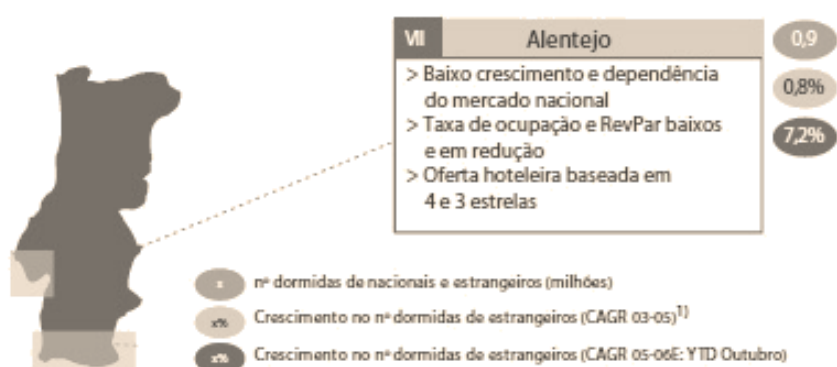 VII Alentejo 0,9
> Baixo crescimento e dependência
do mercado nacional
0,8%
> Taxa de ocupação e RevPar baixos
e em redução
7,2%
> Oferta hoteleira baseada em
4 e 3 estrelas
x nº dormidas de nacionais e estrangeiros (milhões)
x% Crescimento no nº dormidas de estrangeiros (CAGR 03-05)¹⁾
x% Crescimento no nº dormidas de estrangeiros (CAGR 05-06E: YTD Outubro)